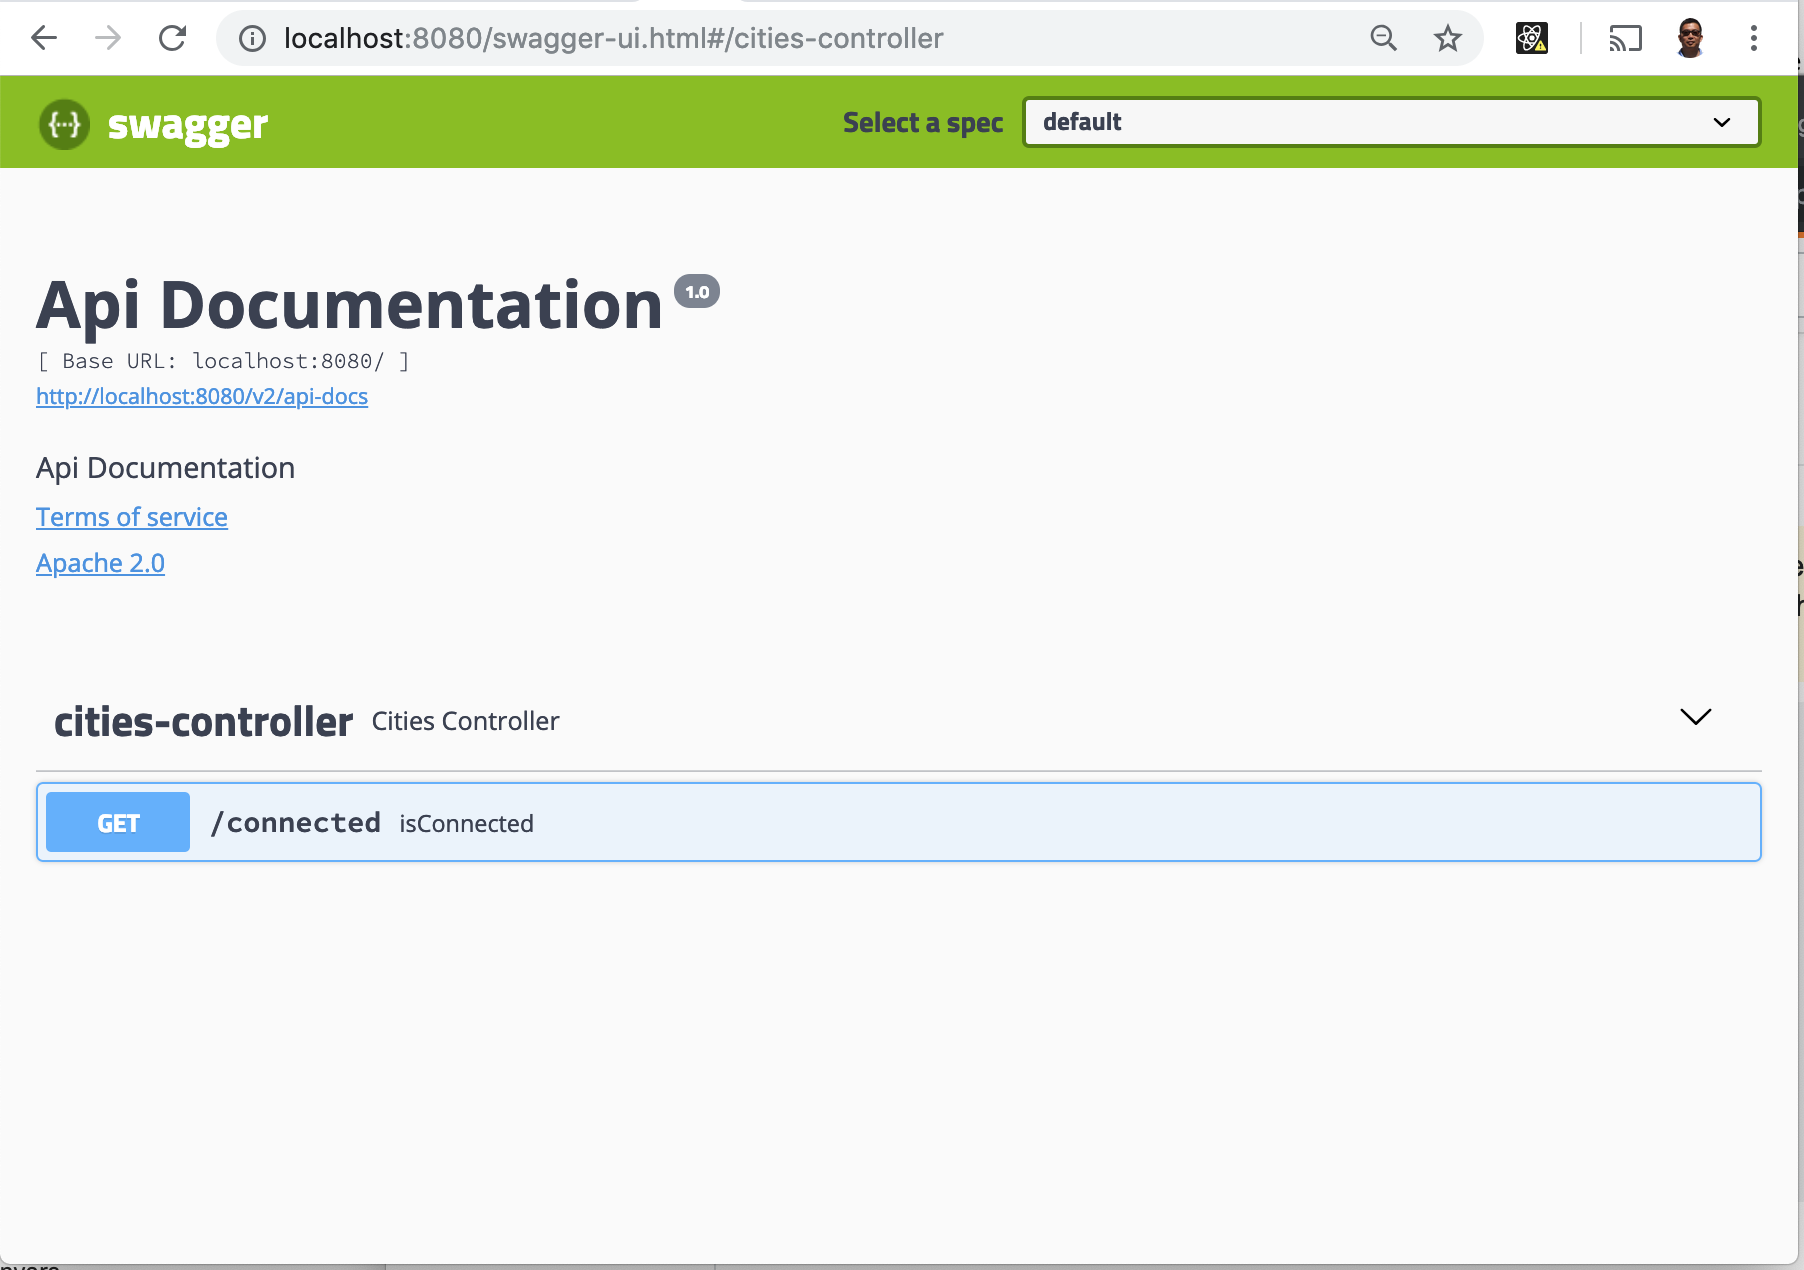 localhost:8080/swagger-ui.html#/cities-controller
{···} swagger
Select a spec
default
Api Documentation 1.0
[ Base URL: localhost:8080/ ]
http://localhost:8080/v2/api-docs
Api Documentation
Terms of service
Apache 2.0
cities-controller Cities Controller
GET /connected isConnected